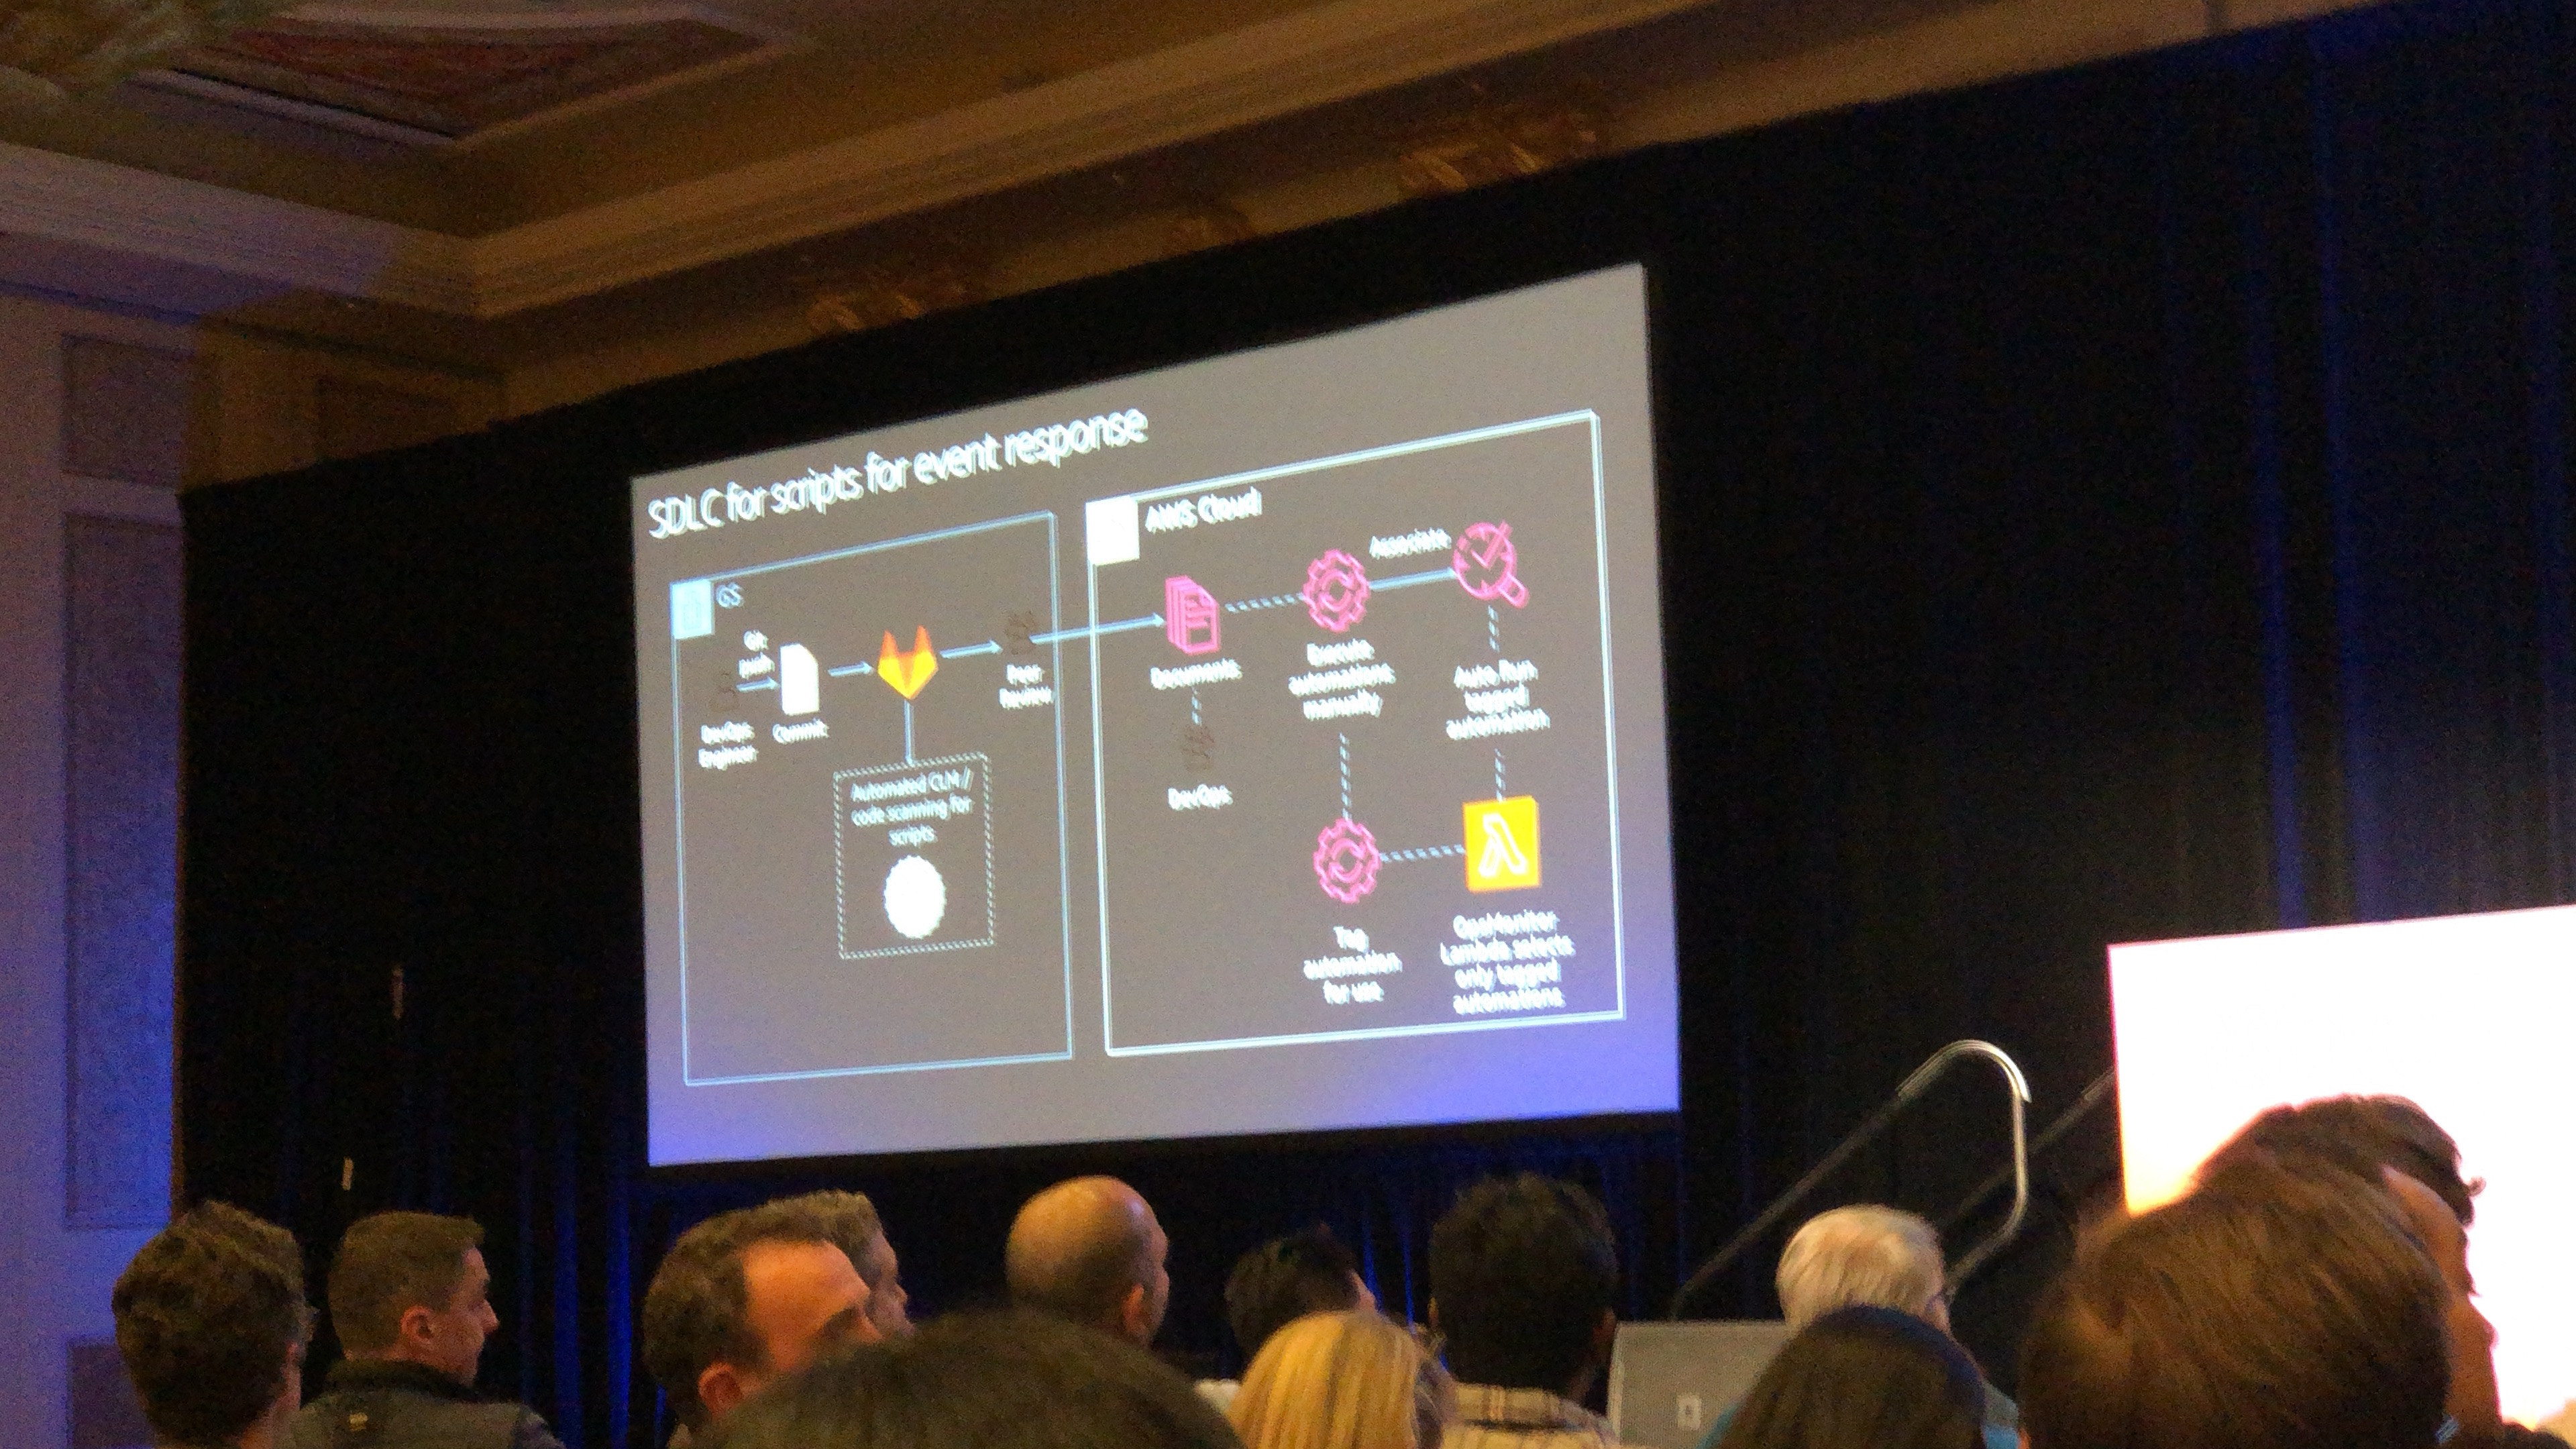 SDLC for scripts for event response
GS
Git
push
DevOps
Engineer
Commit
Automated CLM /
code scanning for
scripts
Peer
Review
AWS Cloud
Documents
DevOps
Execute
automations
manually
Associate
Auto Run
tagged
automation
Tag
automation
for use
OpsMonitor
Lambda selects
only tagged
automations